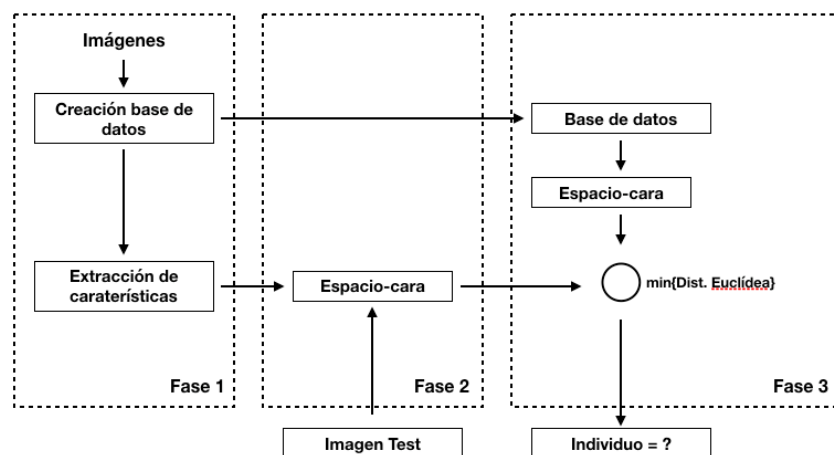 Imágenes
Creación base de
datos
Extracción de
caraterísticas
Fase 1
Espacio-cara
Fase 2
Imagen Test
Base de datos
Espacio-cara
min{Dist. Euclídea}
Fase 3
Individuo = ?